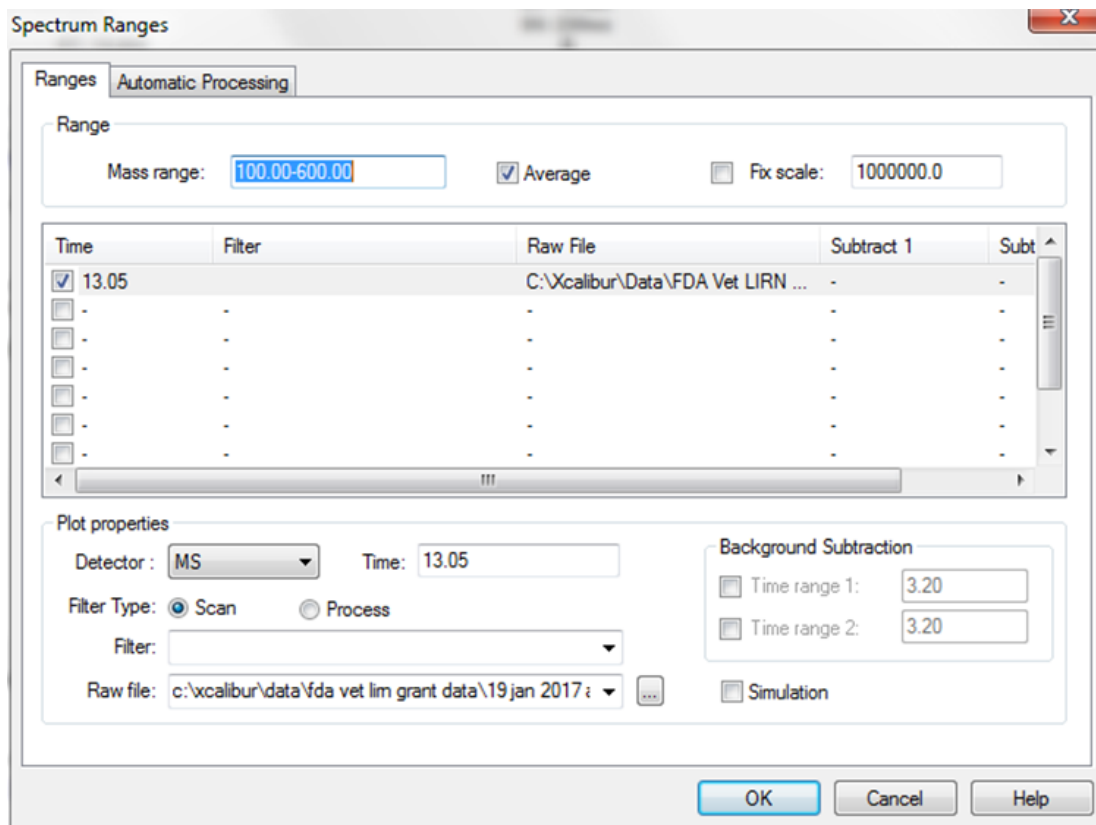 Spectrum Ranges
Ranges Automatic Processing
Range
Mass range: 100.00-600.00 Average Fix scale: 1000000.0
Time Filter Raw File Subtract 1 Subt
13.05 C:\Xcalibur\Data\FDA Vet LIRN ... - -
- - - - -
- - - - -
- - - - -
- - - - -
- - - - -
- - - - -
Plot properties
Detector : MS Time: 13.05 Background Subtraction
Time range 1: 3.20
Filter Type: Scan Process
Time range 2: 3.20
Filter:
Raw file: c:\xcalibur\data\fda vet lirn grant data\19 jan 2017 ... Simulation
OK Cancel Help